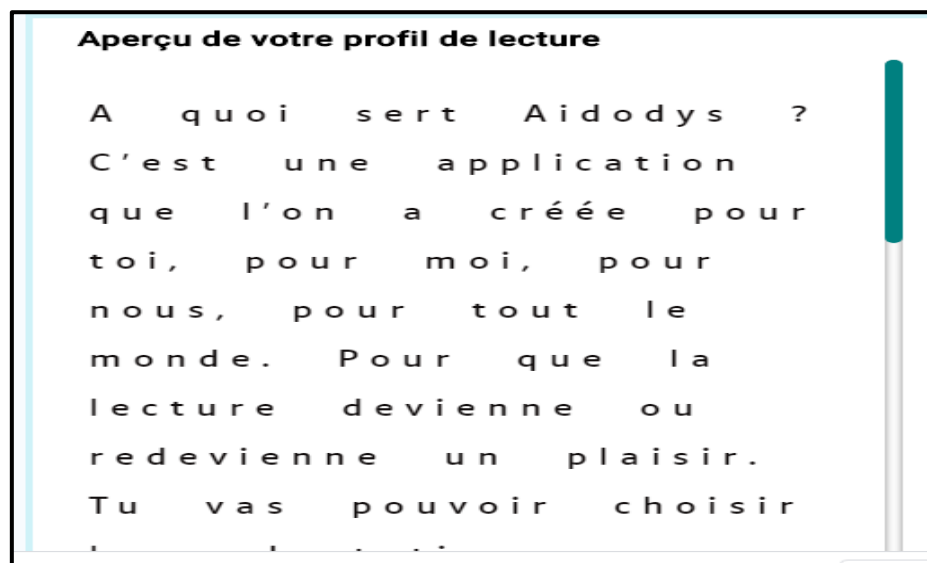 Aperçu de votre profil de lecture
A quoi sert Aidodys ?
C'est une application
que l'on a créée pour
toi, pour moi, pour
nous, pour tout le
monde. Pour que la
lecture devienne ou
redevienne un plaisir.
Tu vas pouvoir choisir